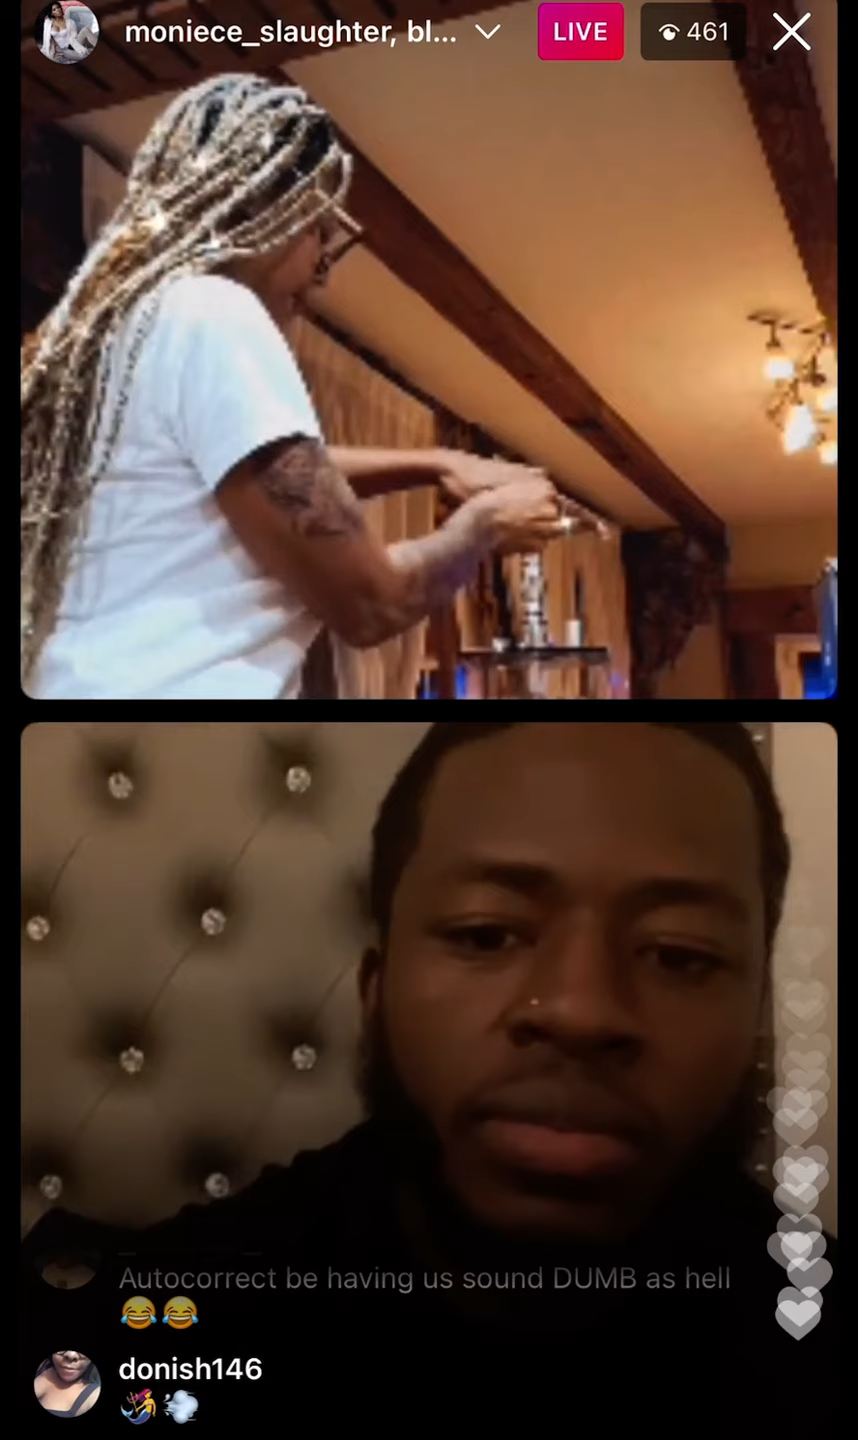 moniece_slaughter, bl...
LIVE
461
Autocorrect be having us sound DUMB as hell
😂😂
donish146
🧜‍♀️💨